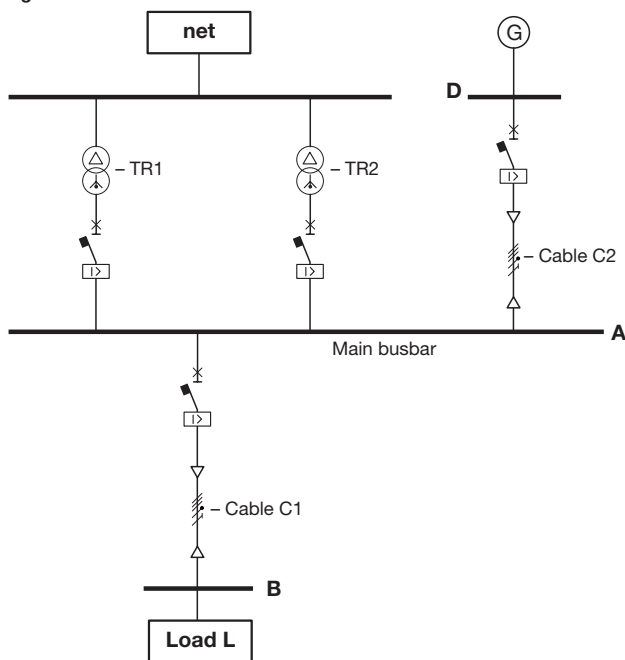 net
G
D
– TR1
– TR2
I>
I>
I>
– Cable C2
A
Main busbar
I>
– Cable C1
B
Load L